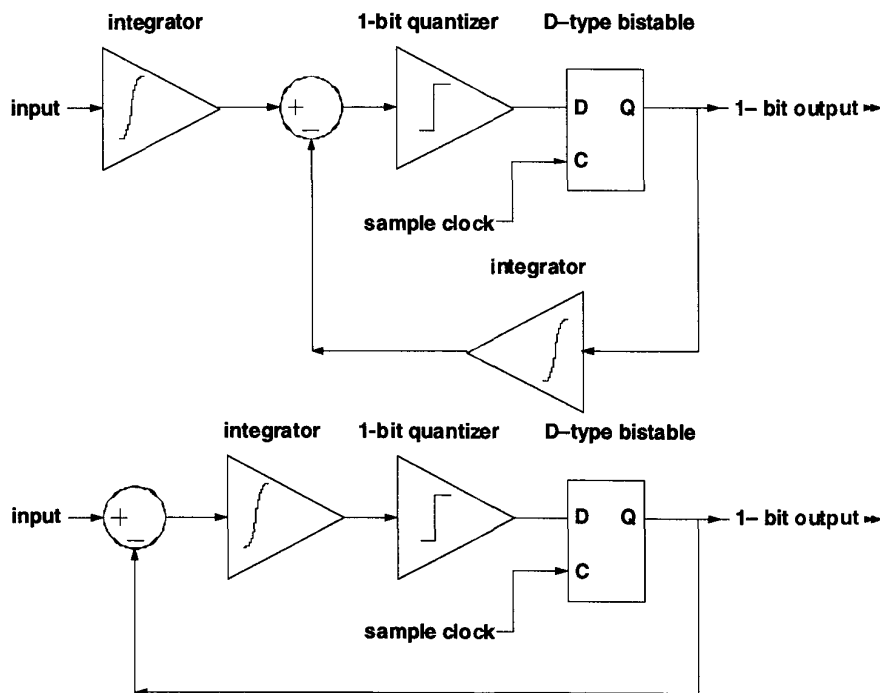 integrator 1-bit quantizer D–type bistable
input + − D Q 1– bit output
C
sample clock
integrator
integrator 1-bit quantizer D–type bistable
input + − D Q 1– bit output
C
sample clock